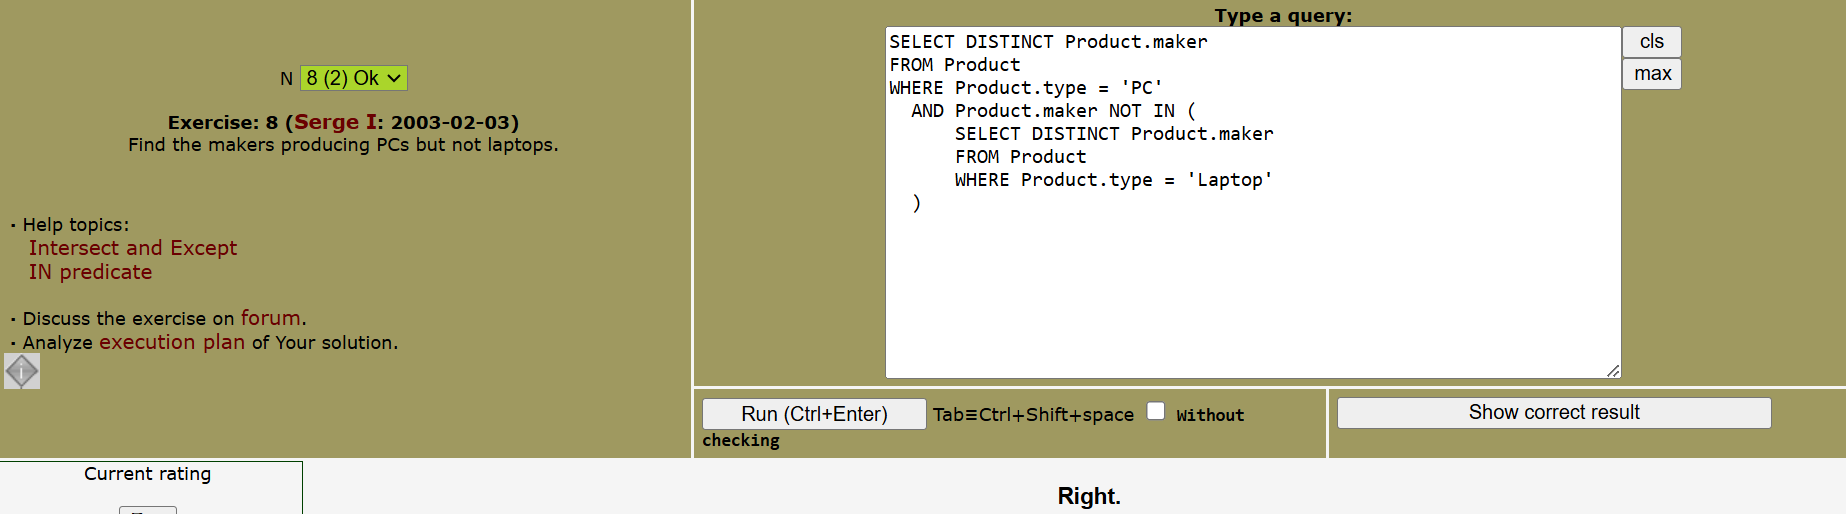 N 8 (2) Ok
Exercise: 8 (Serge I: 2003-02-03)
Find the makers producing PCs but not laptops.
· Help topics:
Intersect and Except
IN predicate
· Discuss the exercise on forum.
· Analyze execution plan of Your solution.
i
Type a query:
SELECT DISTINCT Product.maker
FROM Product
WHERE Product.type = 'PC'
  AND Product.maker NOT IN (
      SELECT DISTINCT Product.maker
      FROM Product
      WHERE Product.type = 'Laptop'
  )
cls
max
Run (Ctrl+Enter) Tab≡Ctrl+Shift+space Without
checking
Show correct result
Current rating
Right.